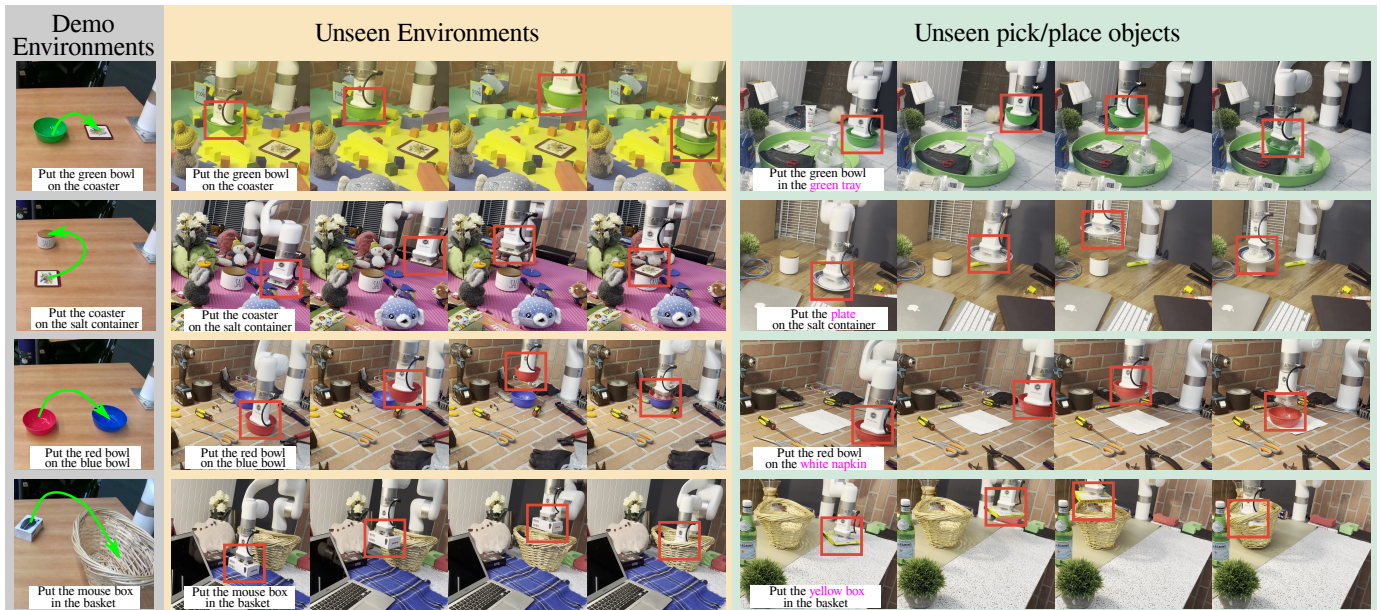 Demo
Environments
Unseen Environments
Unseen pick/place objects
Put the green bowl
on the coaster
Put the green bowl
on the coaster
Put the green bowl
in the green tray
Put the coaster
on the salt container
Put the coaster
on the salt container
Put the plate
on the salt container
Put the red bowl
on the blue bowl
Put the red bowl
on the blue bowl
Put the red bowl
on the white napkin
Put the mouse box
in the basket
Put the mouse box
in the basket
Put the yellow box
in the basket